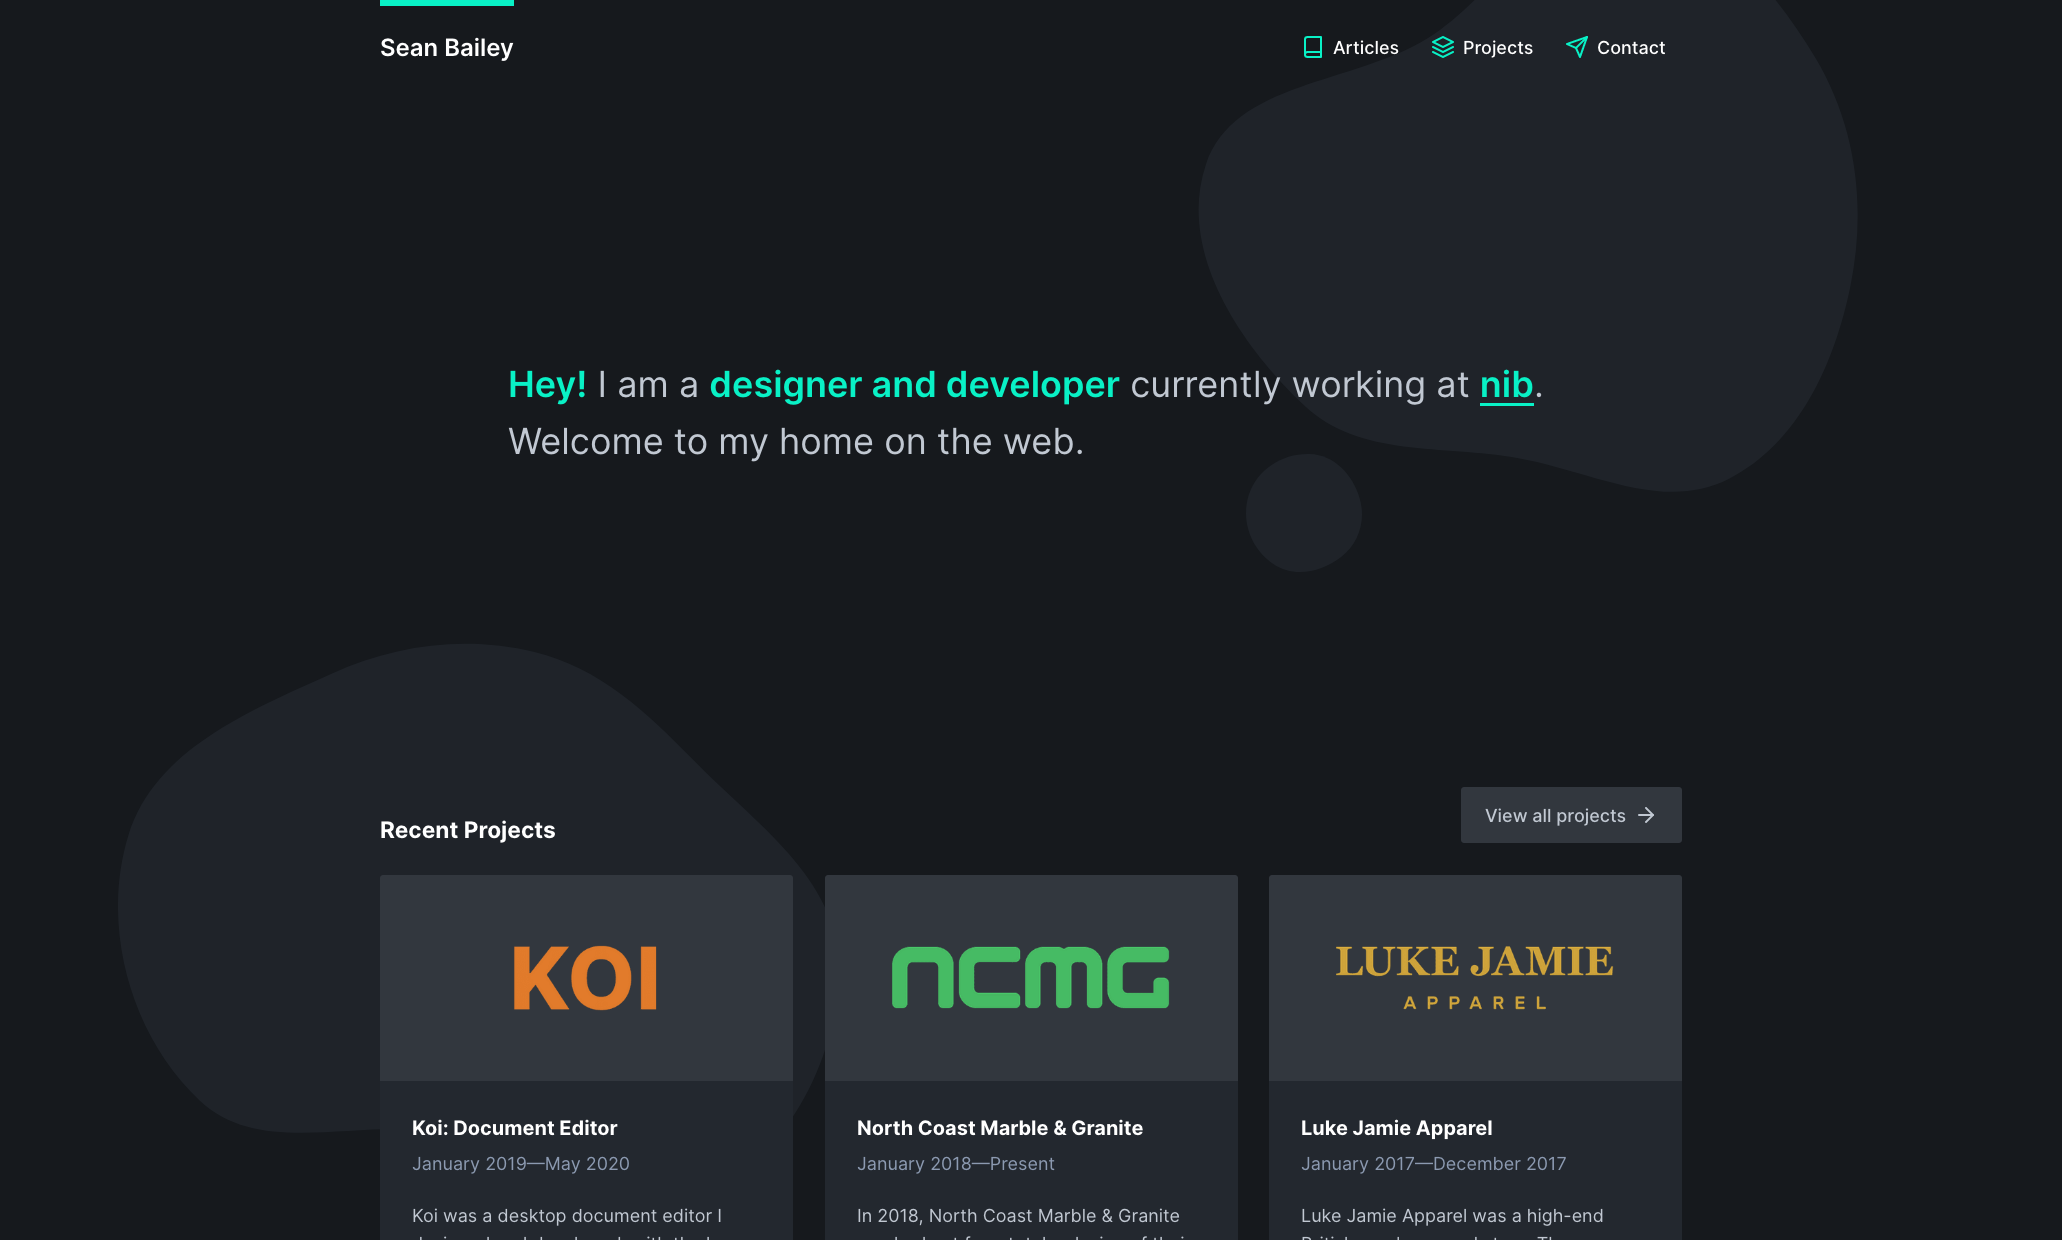 Sean Bailey
Articles
Projects
Contact
Hey! I am a designer and developer currently working at nib.
Welcome to my home on the web.
Recent Projects
View all projects
KOI
ncmG
LUKE JAMIE
APPAREL
Koi: Document Editor
January 2019—May 2020
Koi was a desktop document editor I
North Coast Marble & Granite
January 2018—Present
In 2018, North Coast Marble & Granite
Luke Jamie Apparel
January 2017—December 2017
Luke Jamie Apparel was a high-end